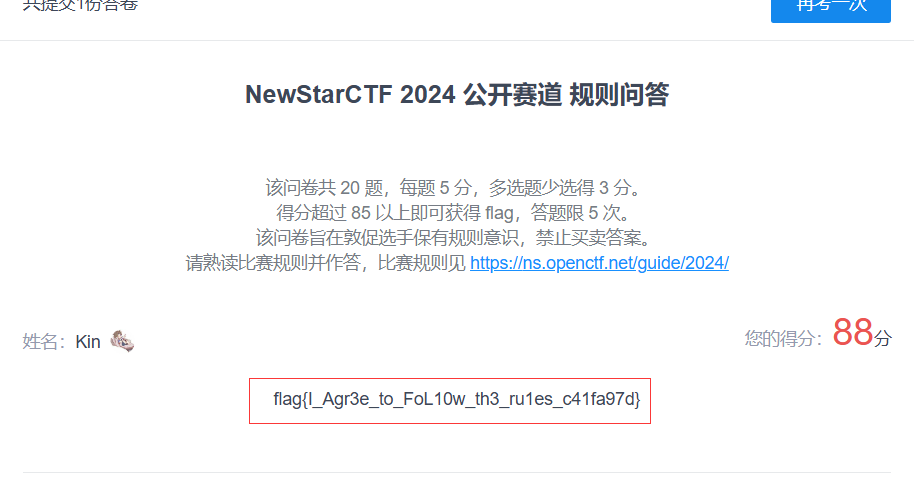 共提交1份答卷
再考一次
NewStarCTF 2024 公开赛道 规则问答
该问卷共 20 题，每题 5 分，多选题少选得 3 分。
得分超过 85 以上即可获得 flag，答题限 5 次。
该问卷旨在敦促选手保有规则意识，禁止买卖答案。
请熟读比赛规则并作答，比赛规则见 https://ns.openctf.net/guide/2024/
姓名：Kin
您的得分：88分
flag{I_Agr3e_to_FoL10w_th3_ru1es_c41fa97d}